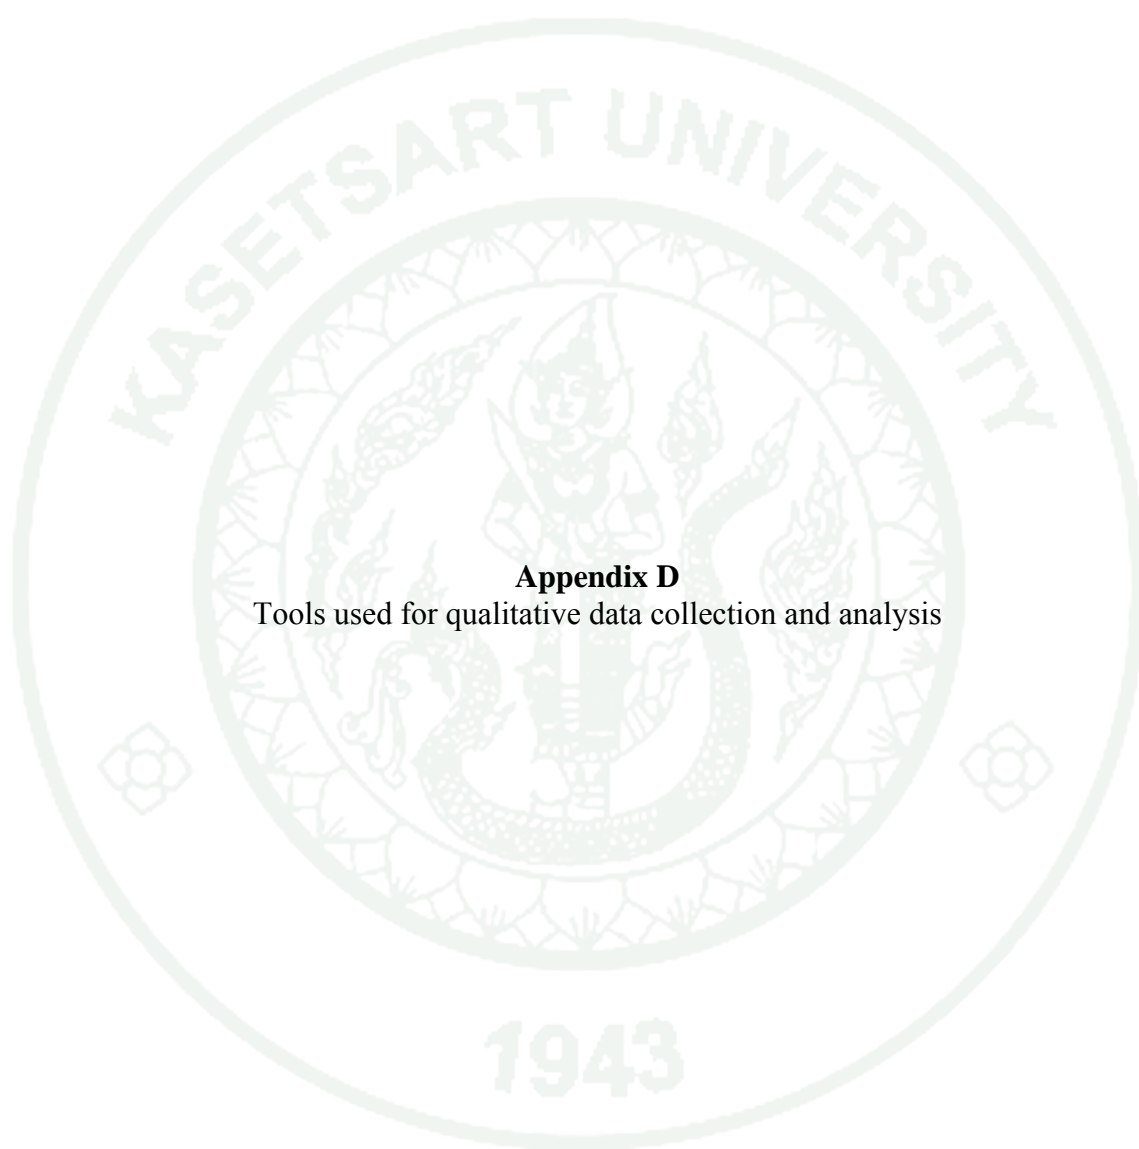 KASETSART UNIVERSITY
Appendix D
Tools used for qualitative data collection and analysis
1943